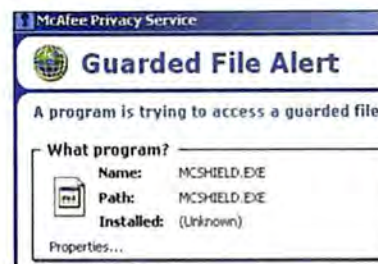 McAfee Privacy Service
Guarded File Alert
A program is trying to access a guarded file
What program?
Name: MCSHIELD.EXE
Path: MCSHIELD.EXE
Installed: (Unknown)
Properties...